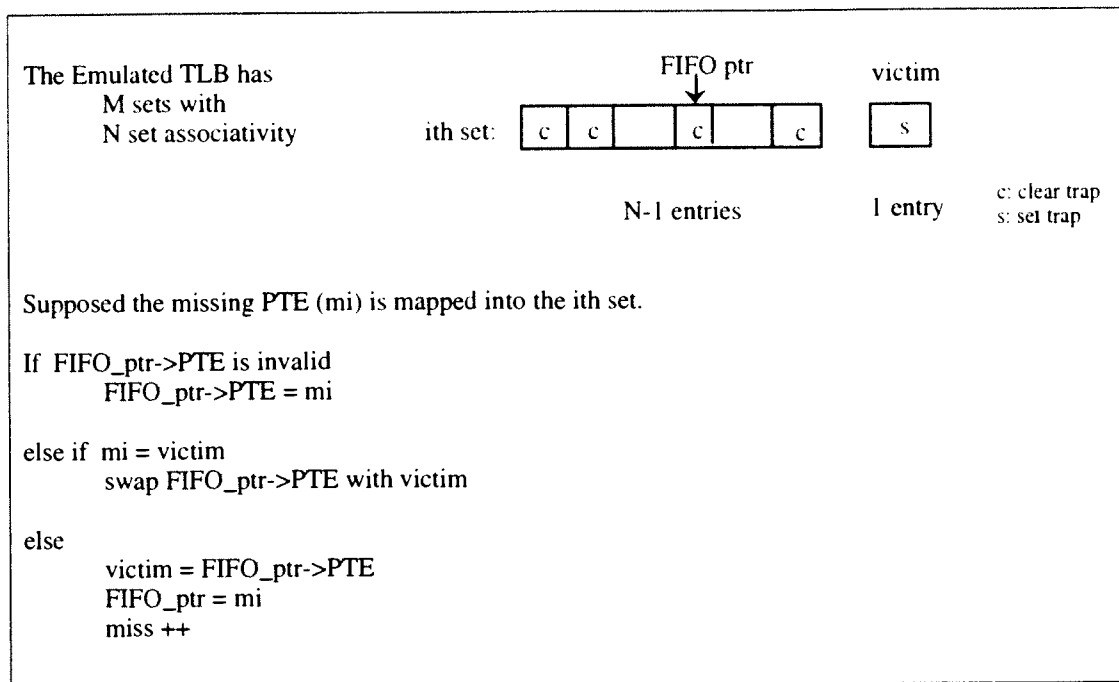 The Emulated TLB has
M sets with
N set associativity
FIFO ptr
victim
ith set:
c c c c
s
N-1 entries
1 entry
c: clear trap
s: set trap
Supposed the missing PTE (mi) is mapped into the ith set.
If FIFO_ptr->PTE is invalid
FIFO_ptr->PTE = mi
else if mi = victim
swap FIFO_ptr->PTE with victim
else
victim = FIFO_ptr->PTE
FIFO_ptr = mi
miss ++